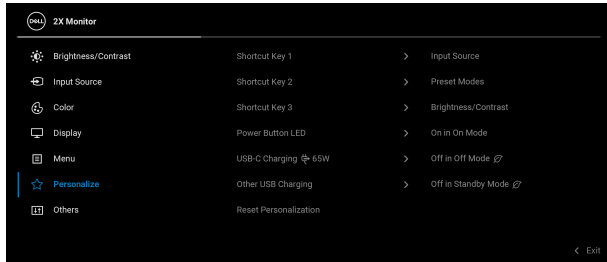 DELL 2X Monitor
Brightness/Contrast Shortcut Key 1 > Input Source
Input Source Shortcut Key 2 > Preset Modes
Color Shortcut Key 3 > Brightness/Contrast
Display Power Button LED > On in On Mode
Menu USB-C Charging 65W > Off in Off Mode
Personalize Other USB Charging > Off in Standby Mode
Others Reset Personalization
< Exit